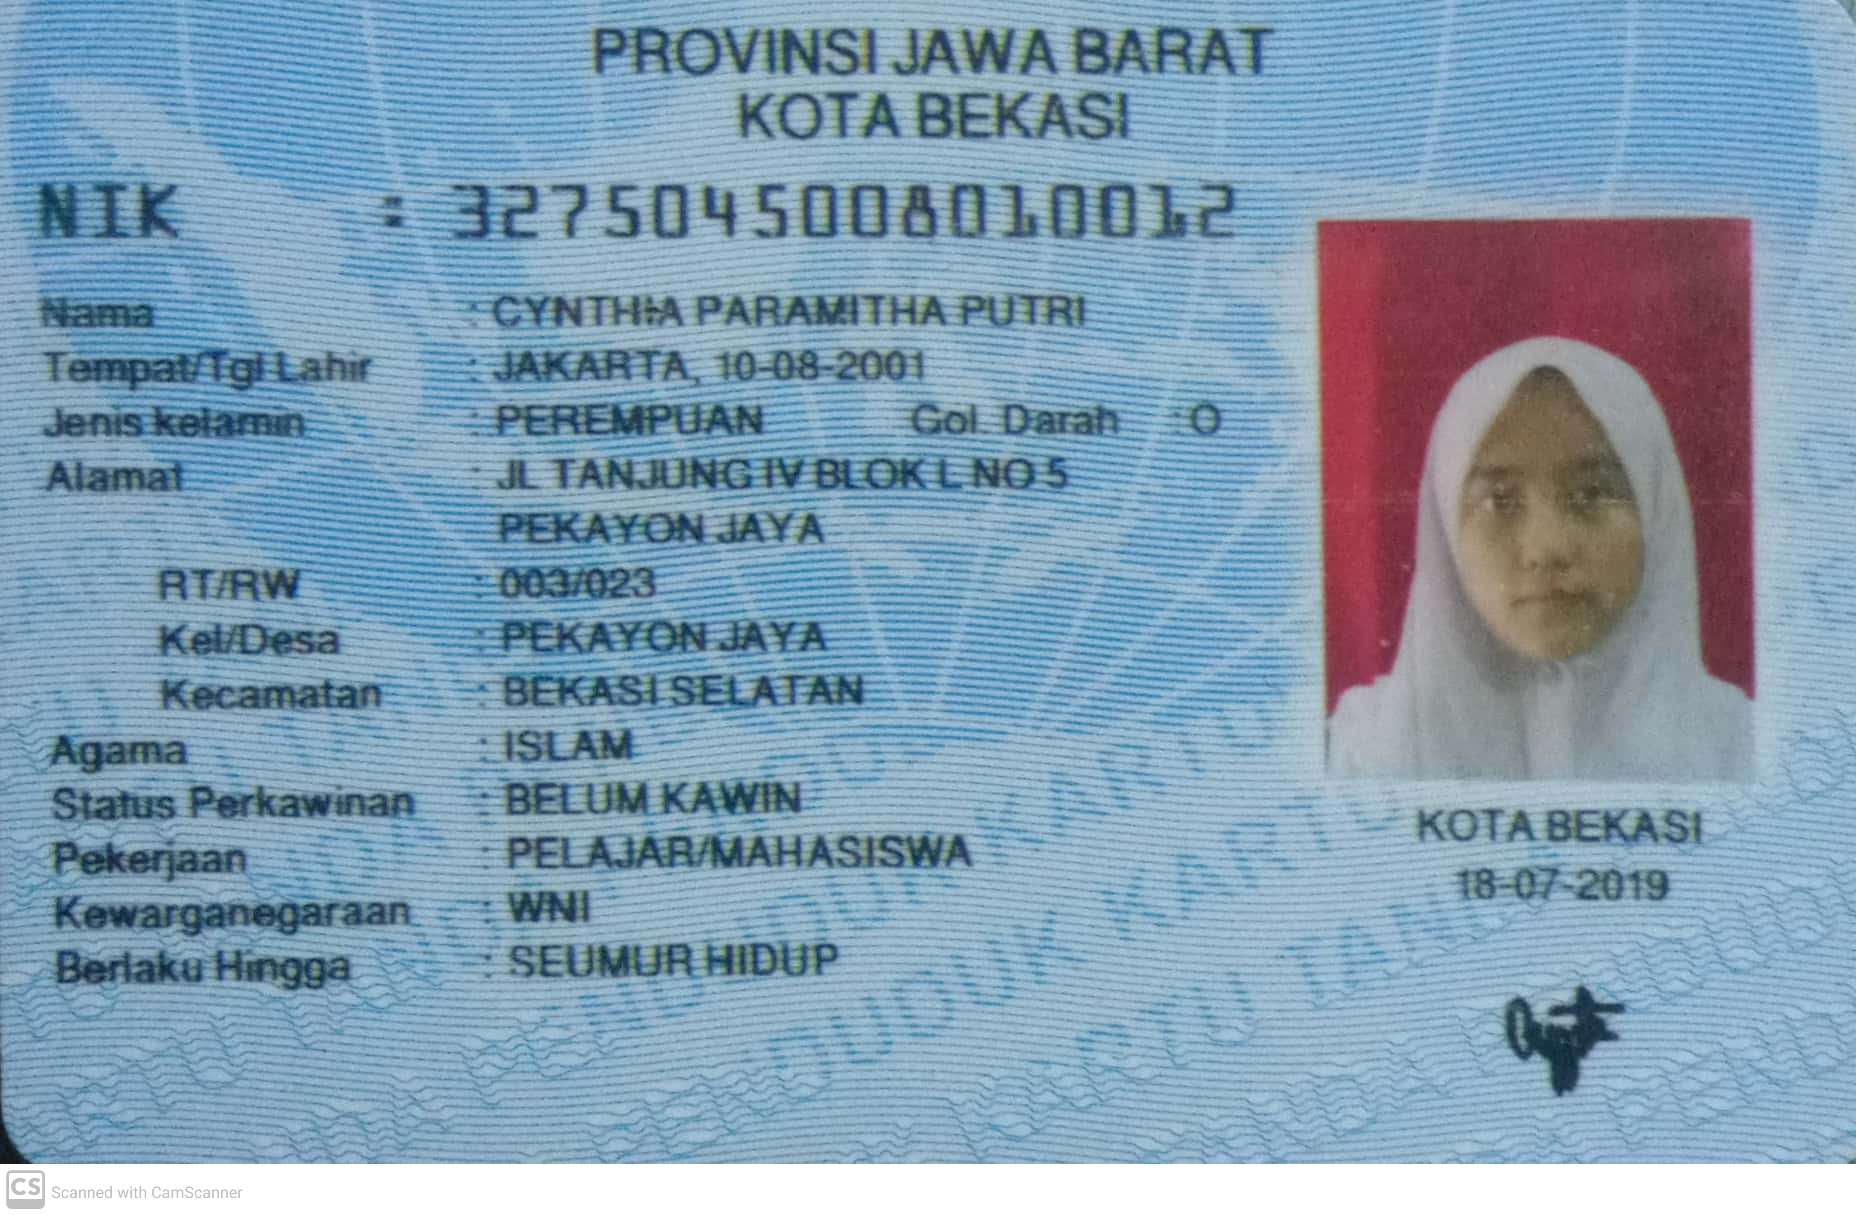 PROVINSI JAWA BARAT
KOTA BEKASI
NIK : 3275045008010012
Nama : CYNTHIA PARAMITHA PUTRI
Tempat/Tgl Lahir : JAKARTA, 10-08-2001
Jenis kelamin : PEREMPUAN Gol. Darah : O
Alamat : JL TANJUNG IV BLOK L NO 5
PEKAYON JAYA
RT/RW : 003/023
Kel/Desa : PEKAYON JAYA
Kecamatan : BEKASI SELATAN
Agama : ISLAM
Status Perkawinan : BELUM KAWIN
Pekerjaan : PELAJAR/MAHASISWA
Kewarganegaraan : WNI
Berlaku Hingga : SEUMUR HIDUP
KOTA BEKASI
18-07-2019
CS Scanned with CamScanner